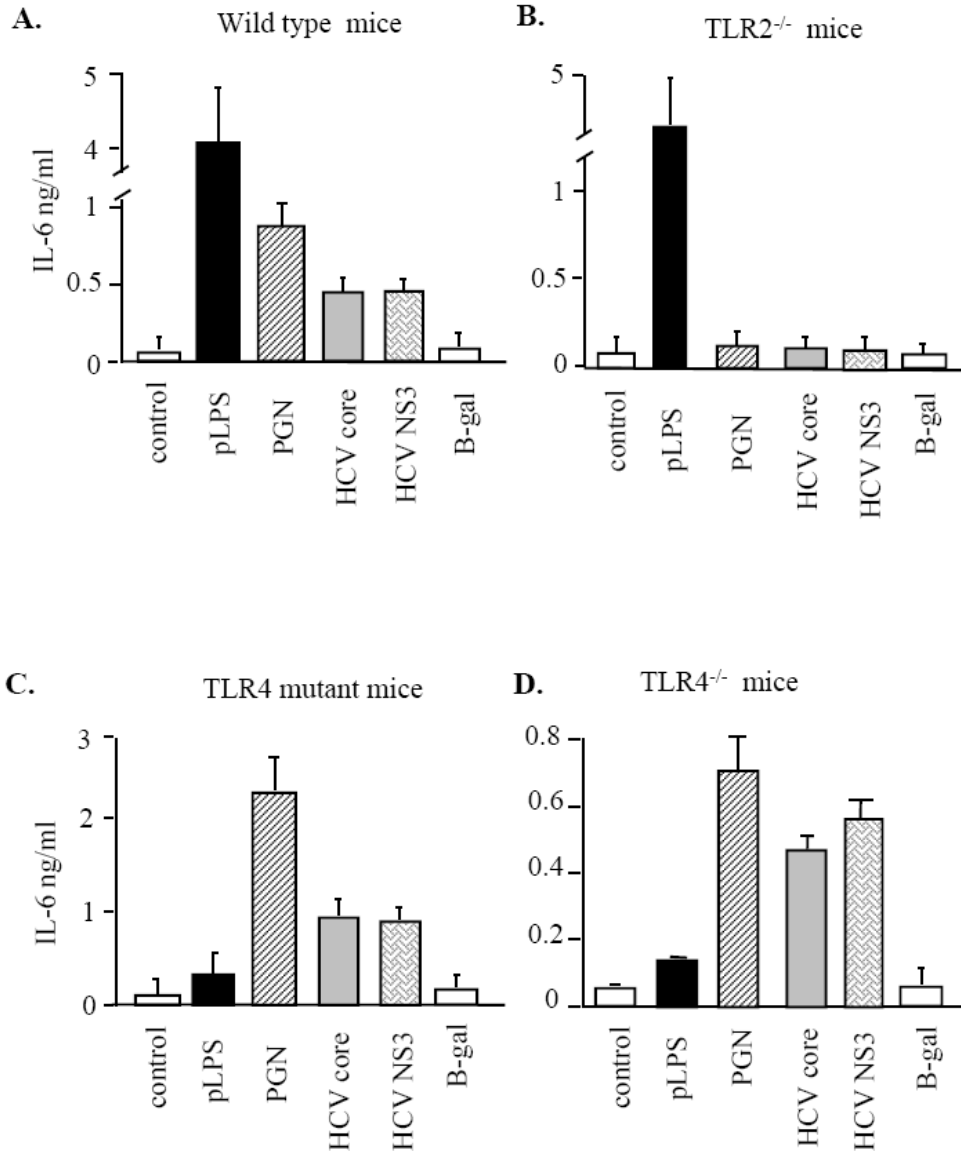 A.
Wild type mice
IL-6 ng/ml
5
4
1
0.5
0
control
pLPS
PGN
HCV core
HCV NS3
B-gal
B.
TLR2-/- mice
5
1
0.5
0
control
pLPS
PGN
HCV core
HCV NS3
B-gal
C.
TLR4 mutant mice
IL-6 ng/ml
3
2
1
0
control
pLPS
PGN
HCV core
HCV NS3
B-gal
D.
TLR4-/- mice
0.8
0.6
0.4
0.2
0
control
pLPS
PGN
HCV core
HCV NS3
B-gal